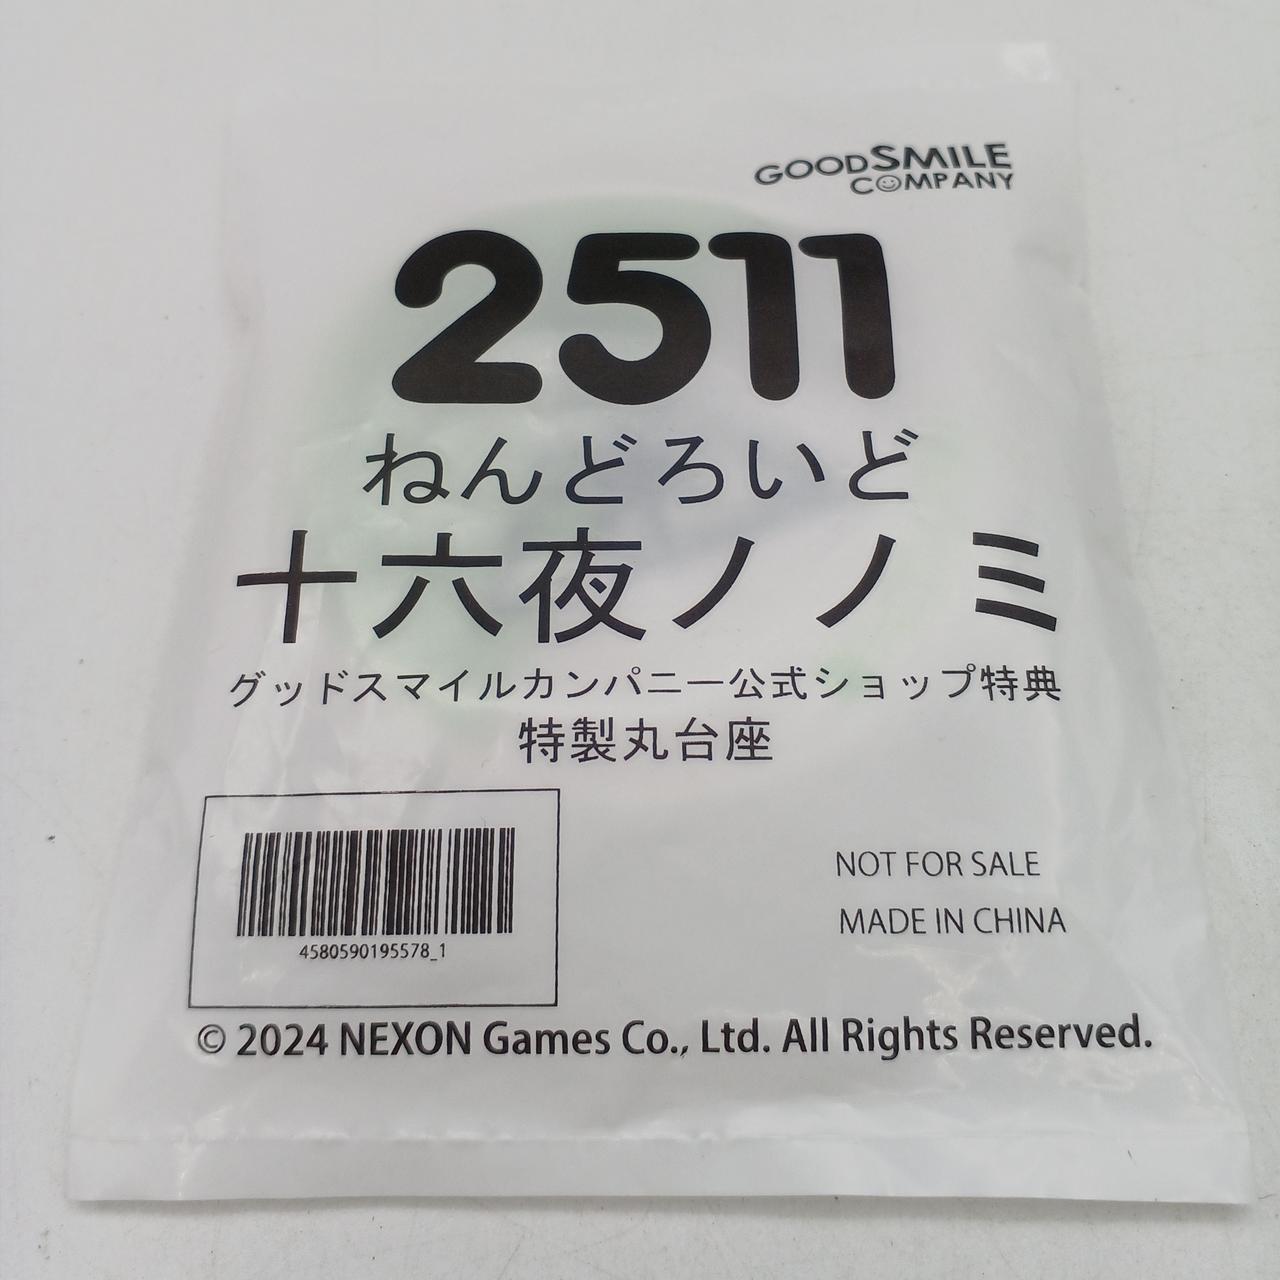 GOODSMILE
COMPANY
2511
ねんどろいど
十六夜ノノミ
グッドスマイルカンパニー公式ショップ特典
特製丸台座
4580590195578_1
NOT FOR SALE
MADE IN CHINA
© 2024 NEXON Games Co., Ltd. All Rights Reserved.